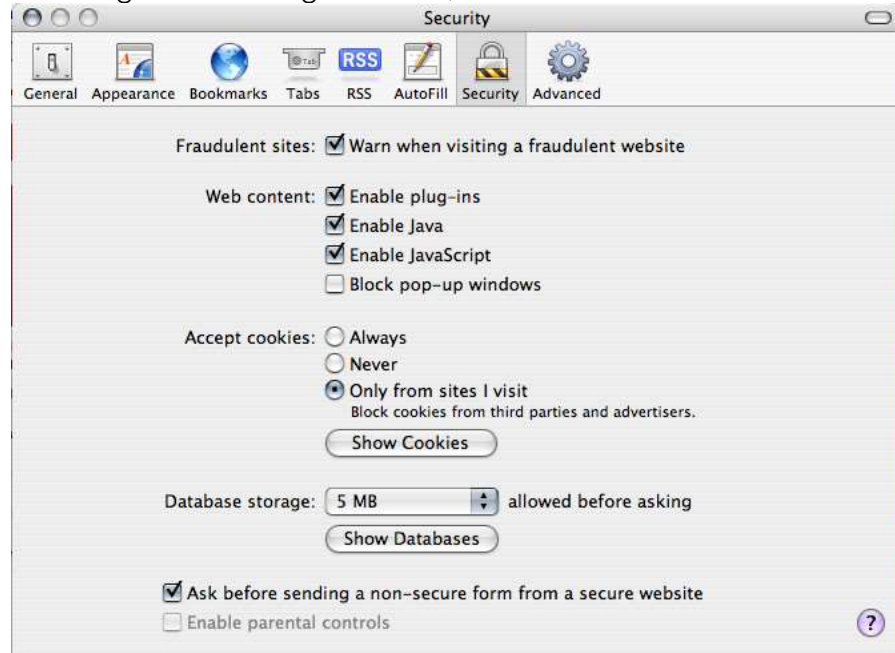 Security
@Tab
RSS
General Appearance Bookmarks Tabs RSS AutoFill Security Advanced
Fraudulent sites: Warn when visiting a fraudulent website
Web content: Enable plug-ins
Enable Java
Enable JavaScript
Block pop-up windows
Accept cookies: Always
Never
Only from sites I visit
Block cookies from third parties and advertisers.
Show Cookies
Database storage: 5 MB allowed before asking
Show Databases
Ask before sending a non-secure form from a secure website
Enable parental controls
?